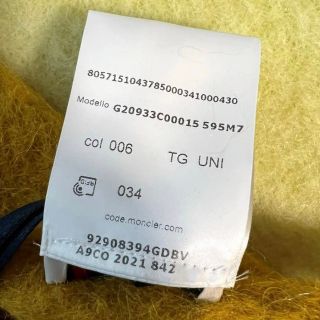 8057151043785000341000430
Modello G20933C00015 595M7
col 006 TG UNI
034
code.moncler.com
92908394GDBV
A9CO 2021 842